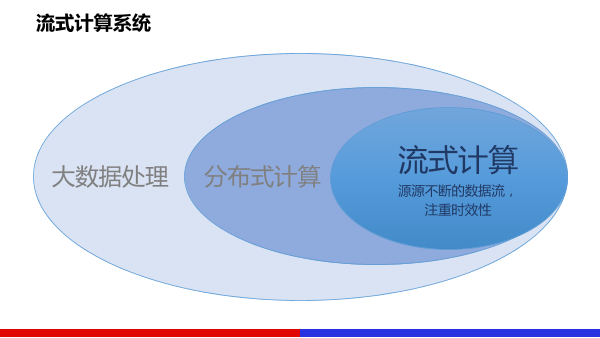 流式计算系统
大数据处理
分布式计算
流式计算
源源不断的数据流，
注重时效性